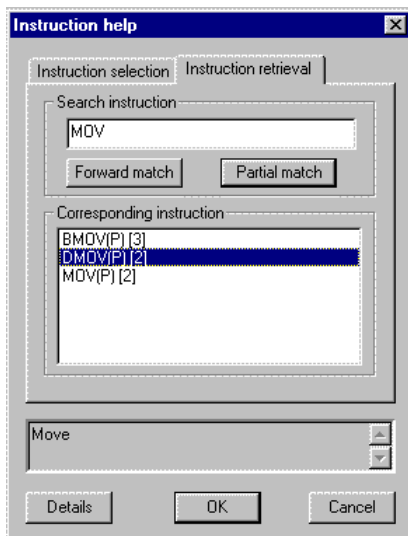 Instruction help
Instruction selection
Instruction retrieval
Search instruction
MOV
Forward match
Partial match
Corresponding instruction
BMOV(P) [3]
DMOV(P) [2]
MOV(P) [2]
Move
Details
OK
Cancel